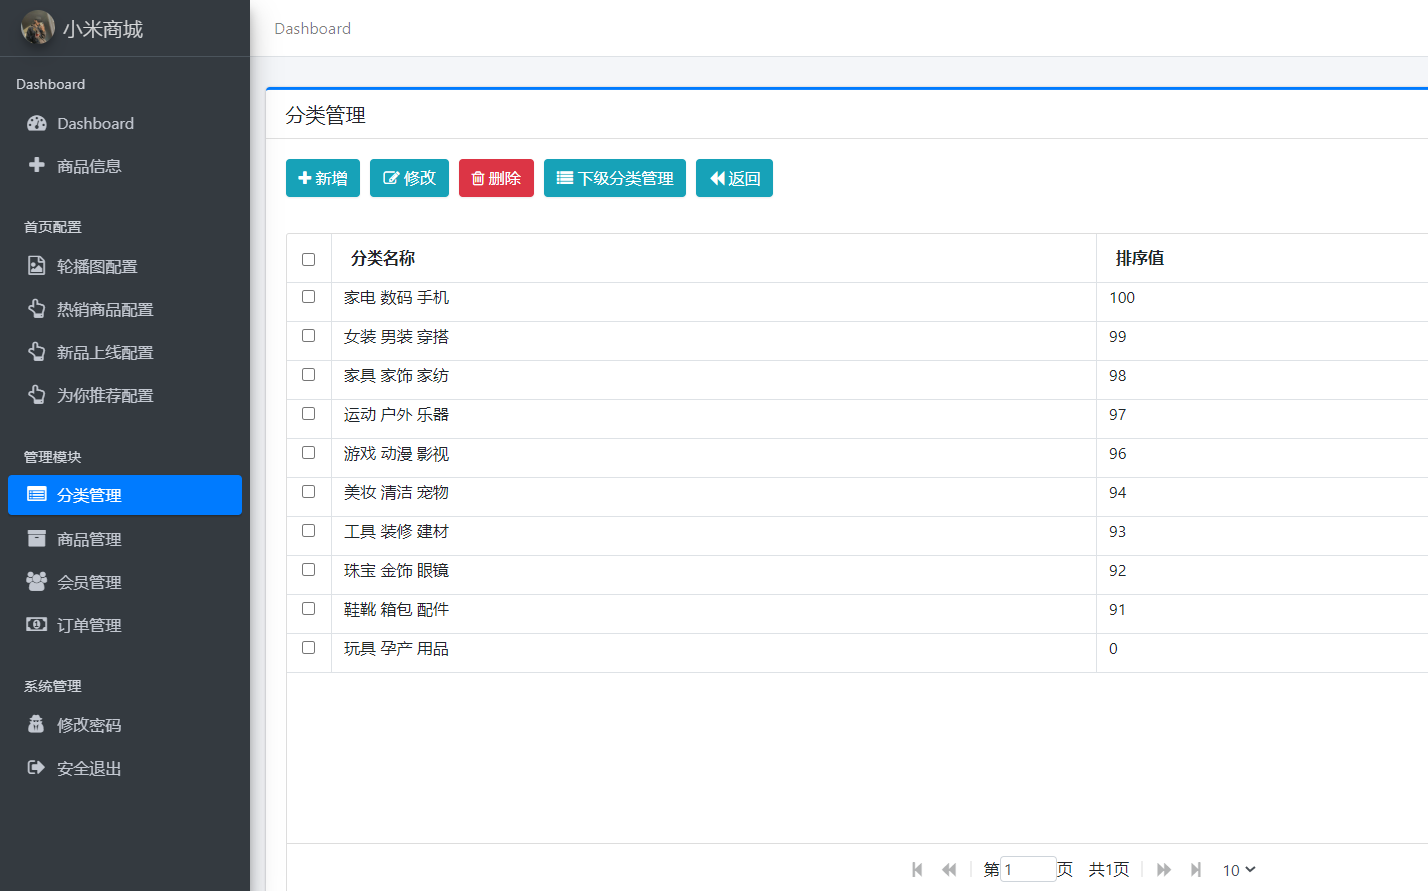 小米商城
Dashboard
Dashboard
Dashboard
商品信息
首页配置
轮播图配置
热销商品配置
新品上线配置
为你推荐配置
管理模块
分类管理
商品管理
会员管理
订单管理
系统管理
修改密码
安全退出
分类管理
新增 修改 删除 下级分类管理 返回
分类名称 排序值
家电 数码 手机 100
女装 男装 穿搭 99
家具 家饰 家纺 98
运动 户外 乐器 97
游戏 动漫 影视 96
美妆 清洁 宠物 94
工具 装修 建材 93
珠宝 金饰 眼镜 92
鞋靴 箱包 配件 91
玩具 孕产 用品 0
第1页 共1页 10